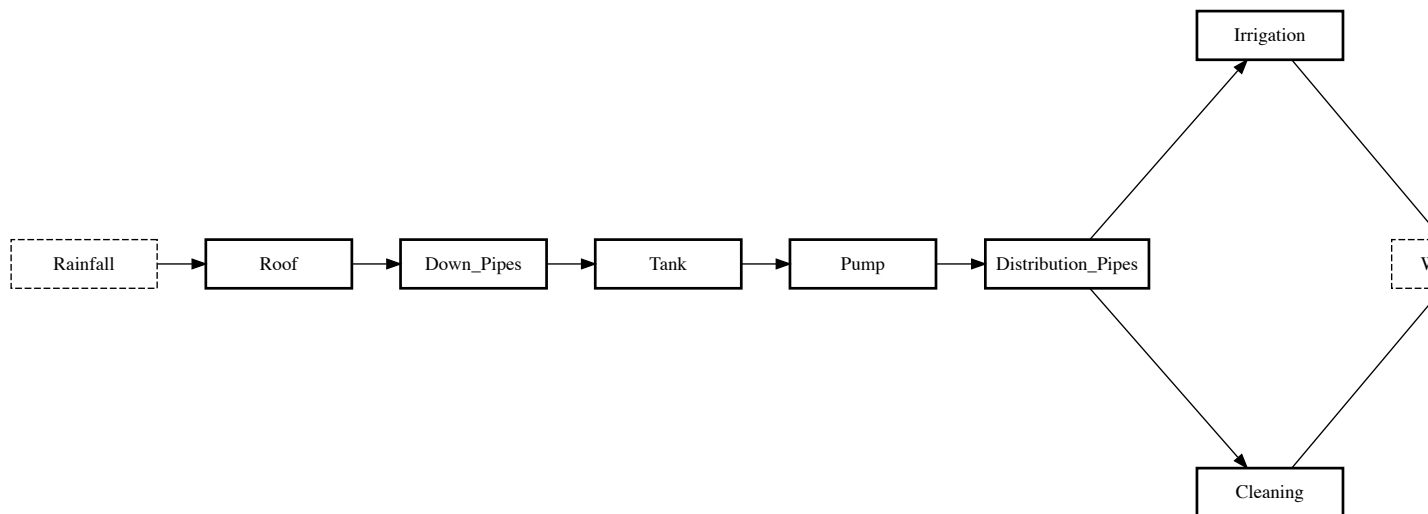 Irrigation
Rainfall
Roof
Down_Pipes
Tank
Pump
Distribution_Pipes
Cleaning